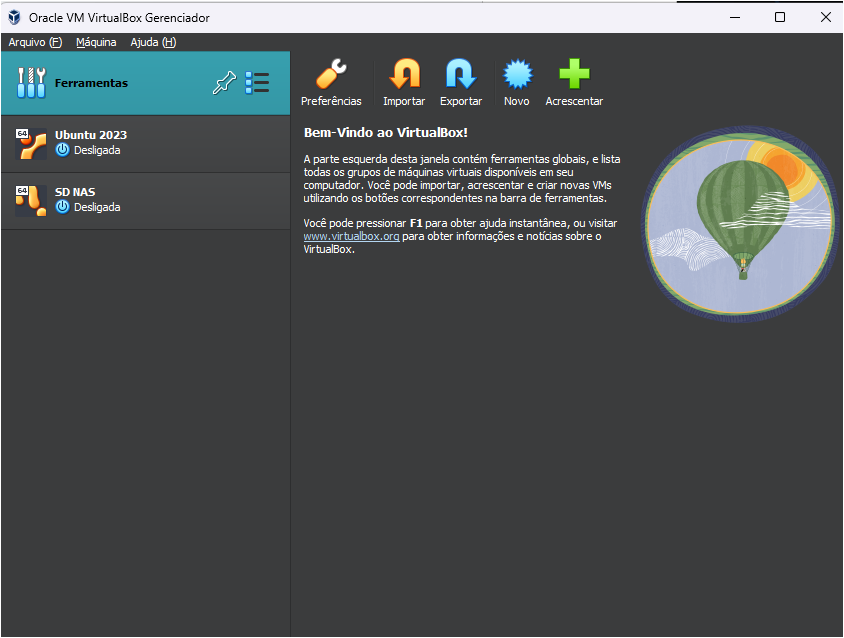 Oracle VM VirtualBox Gerenciador
Arquivo (F) Máquina Ajuda (H)
Ferramentas
Preferências Importar Exportar Novo Acrescentar
64
Ubuntu 2023
Desligada
64
SD NAS
Desligada
Bem-Vindo ao VirtualBox!
A parte esquerda desta janela contém ferramentas globais, e lista
todas os grupos de máquinas virtuais disponíveis em seu
computador. Você pode importar, acrescentar e criar novas VMs
utilizando os botões correspondentes na barra de ferramentas.
Você pode pressionar F1 para obter ajuda instantânea, ou visitar
www.virtualbox.org para obter informações e notícias sobre o
VirtualBox.